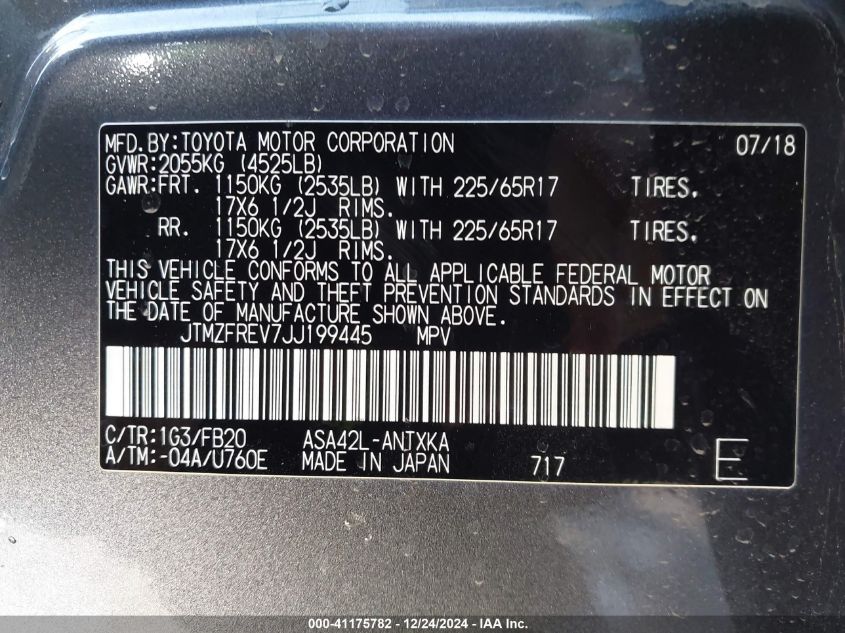 MFD.BY:TOYOTA MOTOR CORPORATION 07/18
GVWR:2055KG (4525LB)
GAWR:FRT. 1150KG (2535LB) WITH 225/65R17 TIRES,
17X6 1/2J RIMS.
RR. 1150KG (2535LB) WITH 225/65R17 TIRES,
17X6 1/2J RIMS.
THIS VEHICLE CONFORMS TO ALL APPLICABLE FEDERAL MOTOR
VEHICLE SAFETY AND THEFT PREVENTION STANDARDS IN EFFECT ON
THE DATE OF MANUFACTURE SHOWN ABOVE.
JTMZFREV7JJ199445 MPV
C/TR:1G3/FB20 ASA42L-ANTXKA
A/TM:-04A/U760E MADE IN JAPAN 717 E
000-41175782 - 12/24/2024 - IAA Inc.